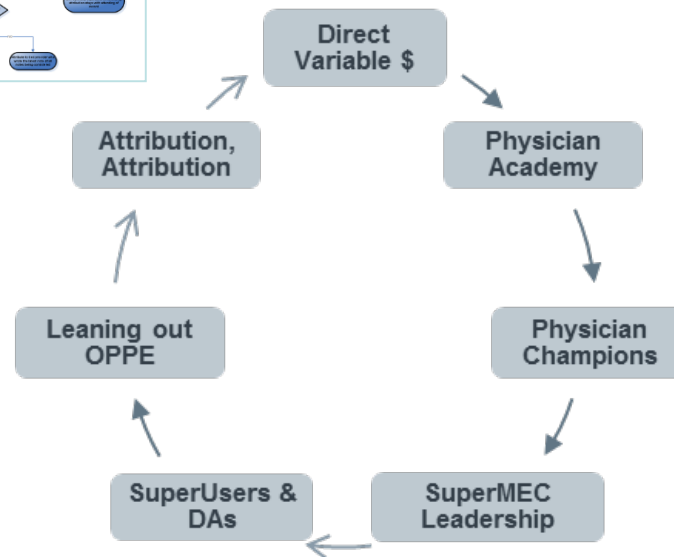 Direct
Variable $
Physician
Academy
Physician
Champions
SuperMEC
Leadership
SuperUsers &
DAs
Leaning out
OPPE
Attribution,
Attribution